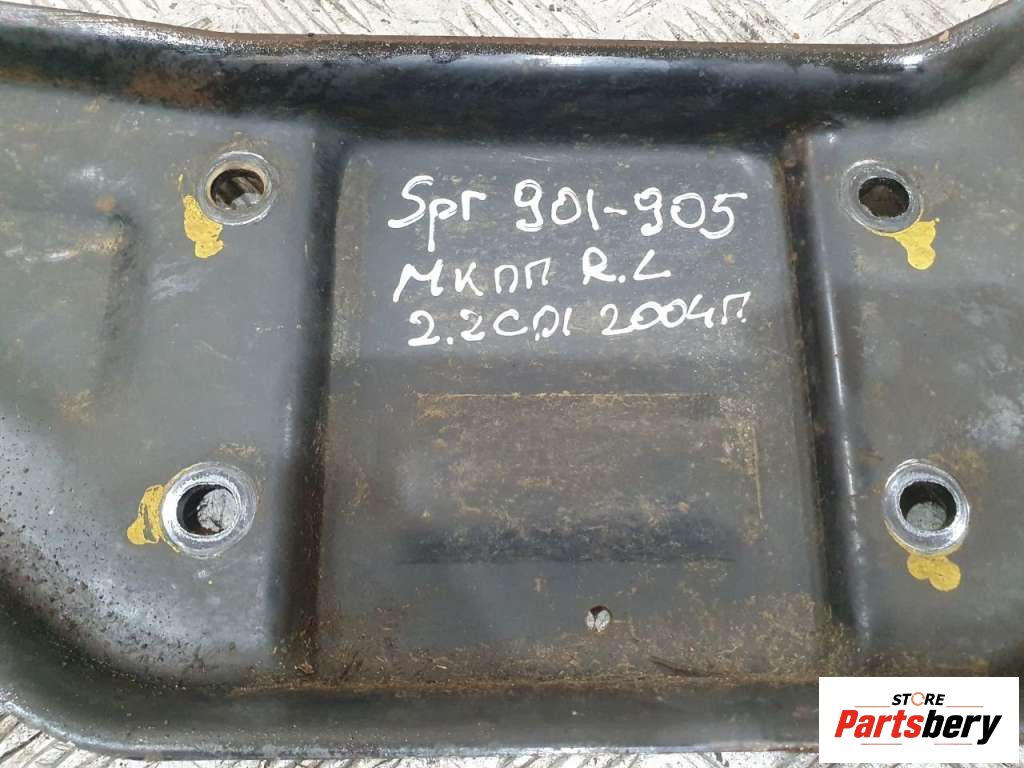 Spr 901-905
МКПП R.L
2.2CDI 2004г.
STORE
Partsbery